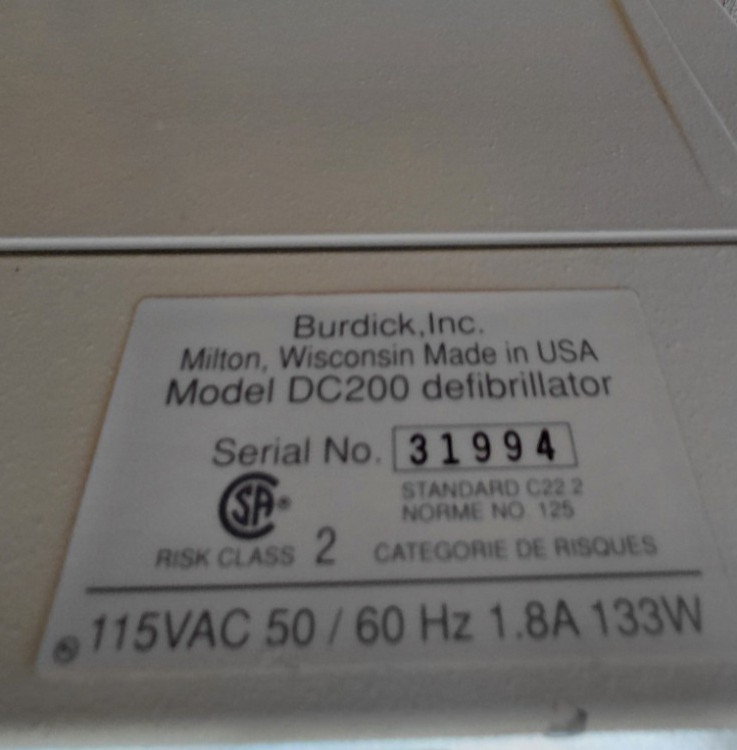 Burdick, Inc.
Milton, Wisconsin Made in USA
Model DC200 defibrillator
Serial No. 31994
SA®
STANDARD C22.2
NORME NO. 125
RISK CLASS 2 CATEGORIE DE RISQUES
115VAC 50 / 60 Hz 1.8A 133W